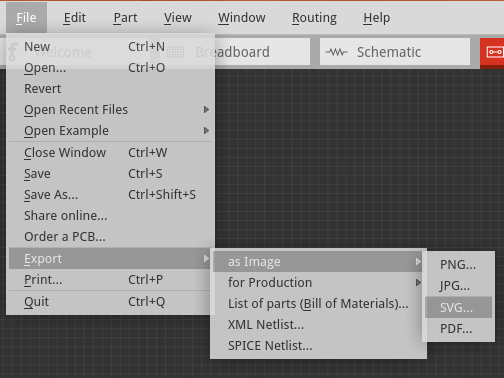 File Edit Part View Window Routing Help
Welcome Breadboard Schematic
New Ctrl+N
Open... Ctrl+O
Revert
Open Recent Files
Open Example
Close Window Ctrl+W
Save Ctrl+S
Save As... Ctrl+Shift+S
Share online...
Order a PCB...
Export
Print... Ctrl+P
Quit Ctrl+Q
as Image
for Production
List of parts (Bill of Materials)...
XML Netlist...
SPICE Netlist...
PNG...
JPG...
SVG...
PDF...